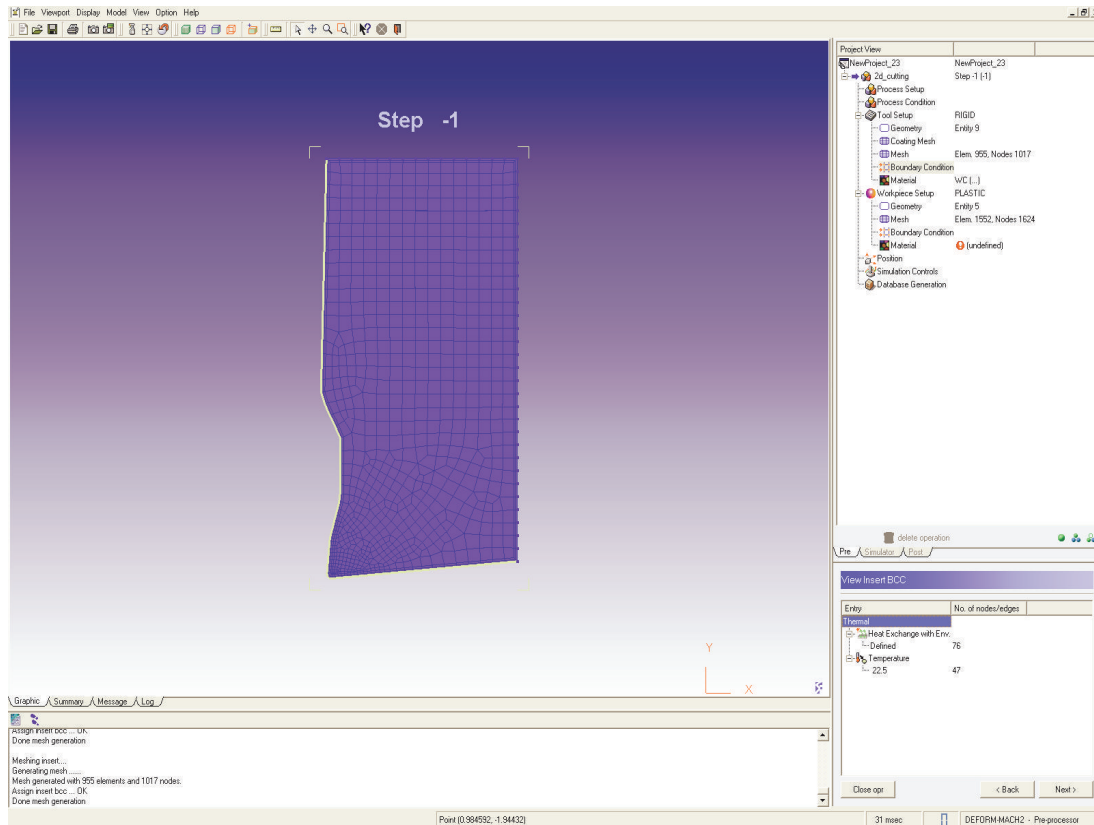 File Viewport Display Model View Option Help
Step -1
Y
X
Project View
NewProject_23 NewProject_23
2d_cutting Step -1 (-1)
Process Setup
Process Condition
Tool Setup RIGID
Geometry Entity 9
Coating Mesh
Mesh Elem. 955, Nodes 1017
Boundary Condition
Material WC (...)
Workpiece Setup PLASTIC
Geometry Entity 5
Mesh Elem. 1552, Nodes 1624
Boundary Condition
Material (undefined)
Position
Simulation Controls
Database Generation
delete operation
Pre Simulator Post
View Insert BCC
Entry No. of nodes/edges
Thermal
Heat Exchange with Env.
Defined 76
Temperature
22.5 47
Close opr < Back Next >
Graphic Summary Message Log
Assign insert bcc ... OK
Done mesh generation
Meshing insert....
Generating mesh ......
Mesh generated with 955 elements and 1017 nodes.
Assign insert bcc ... OK
Done mesh generation
Point (0.984592, -1.94432) 31 msec DEFORM-MACH2 - Pre-processor